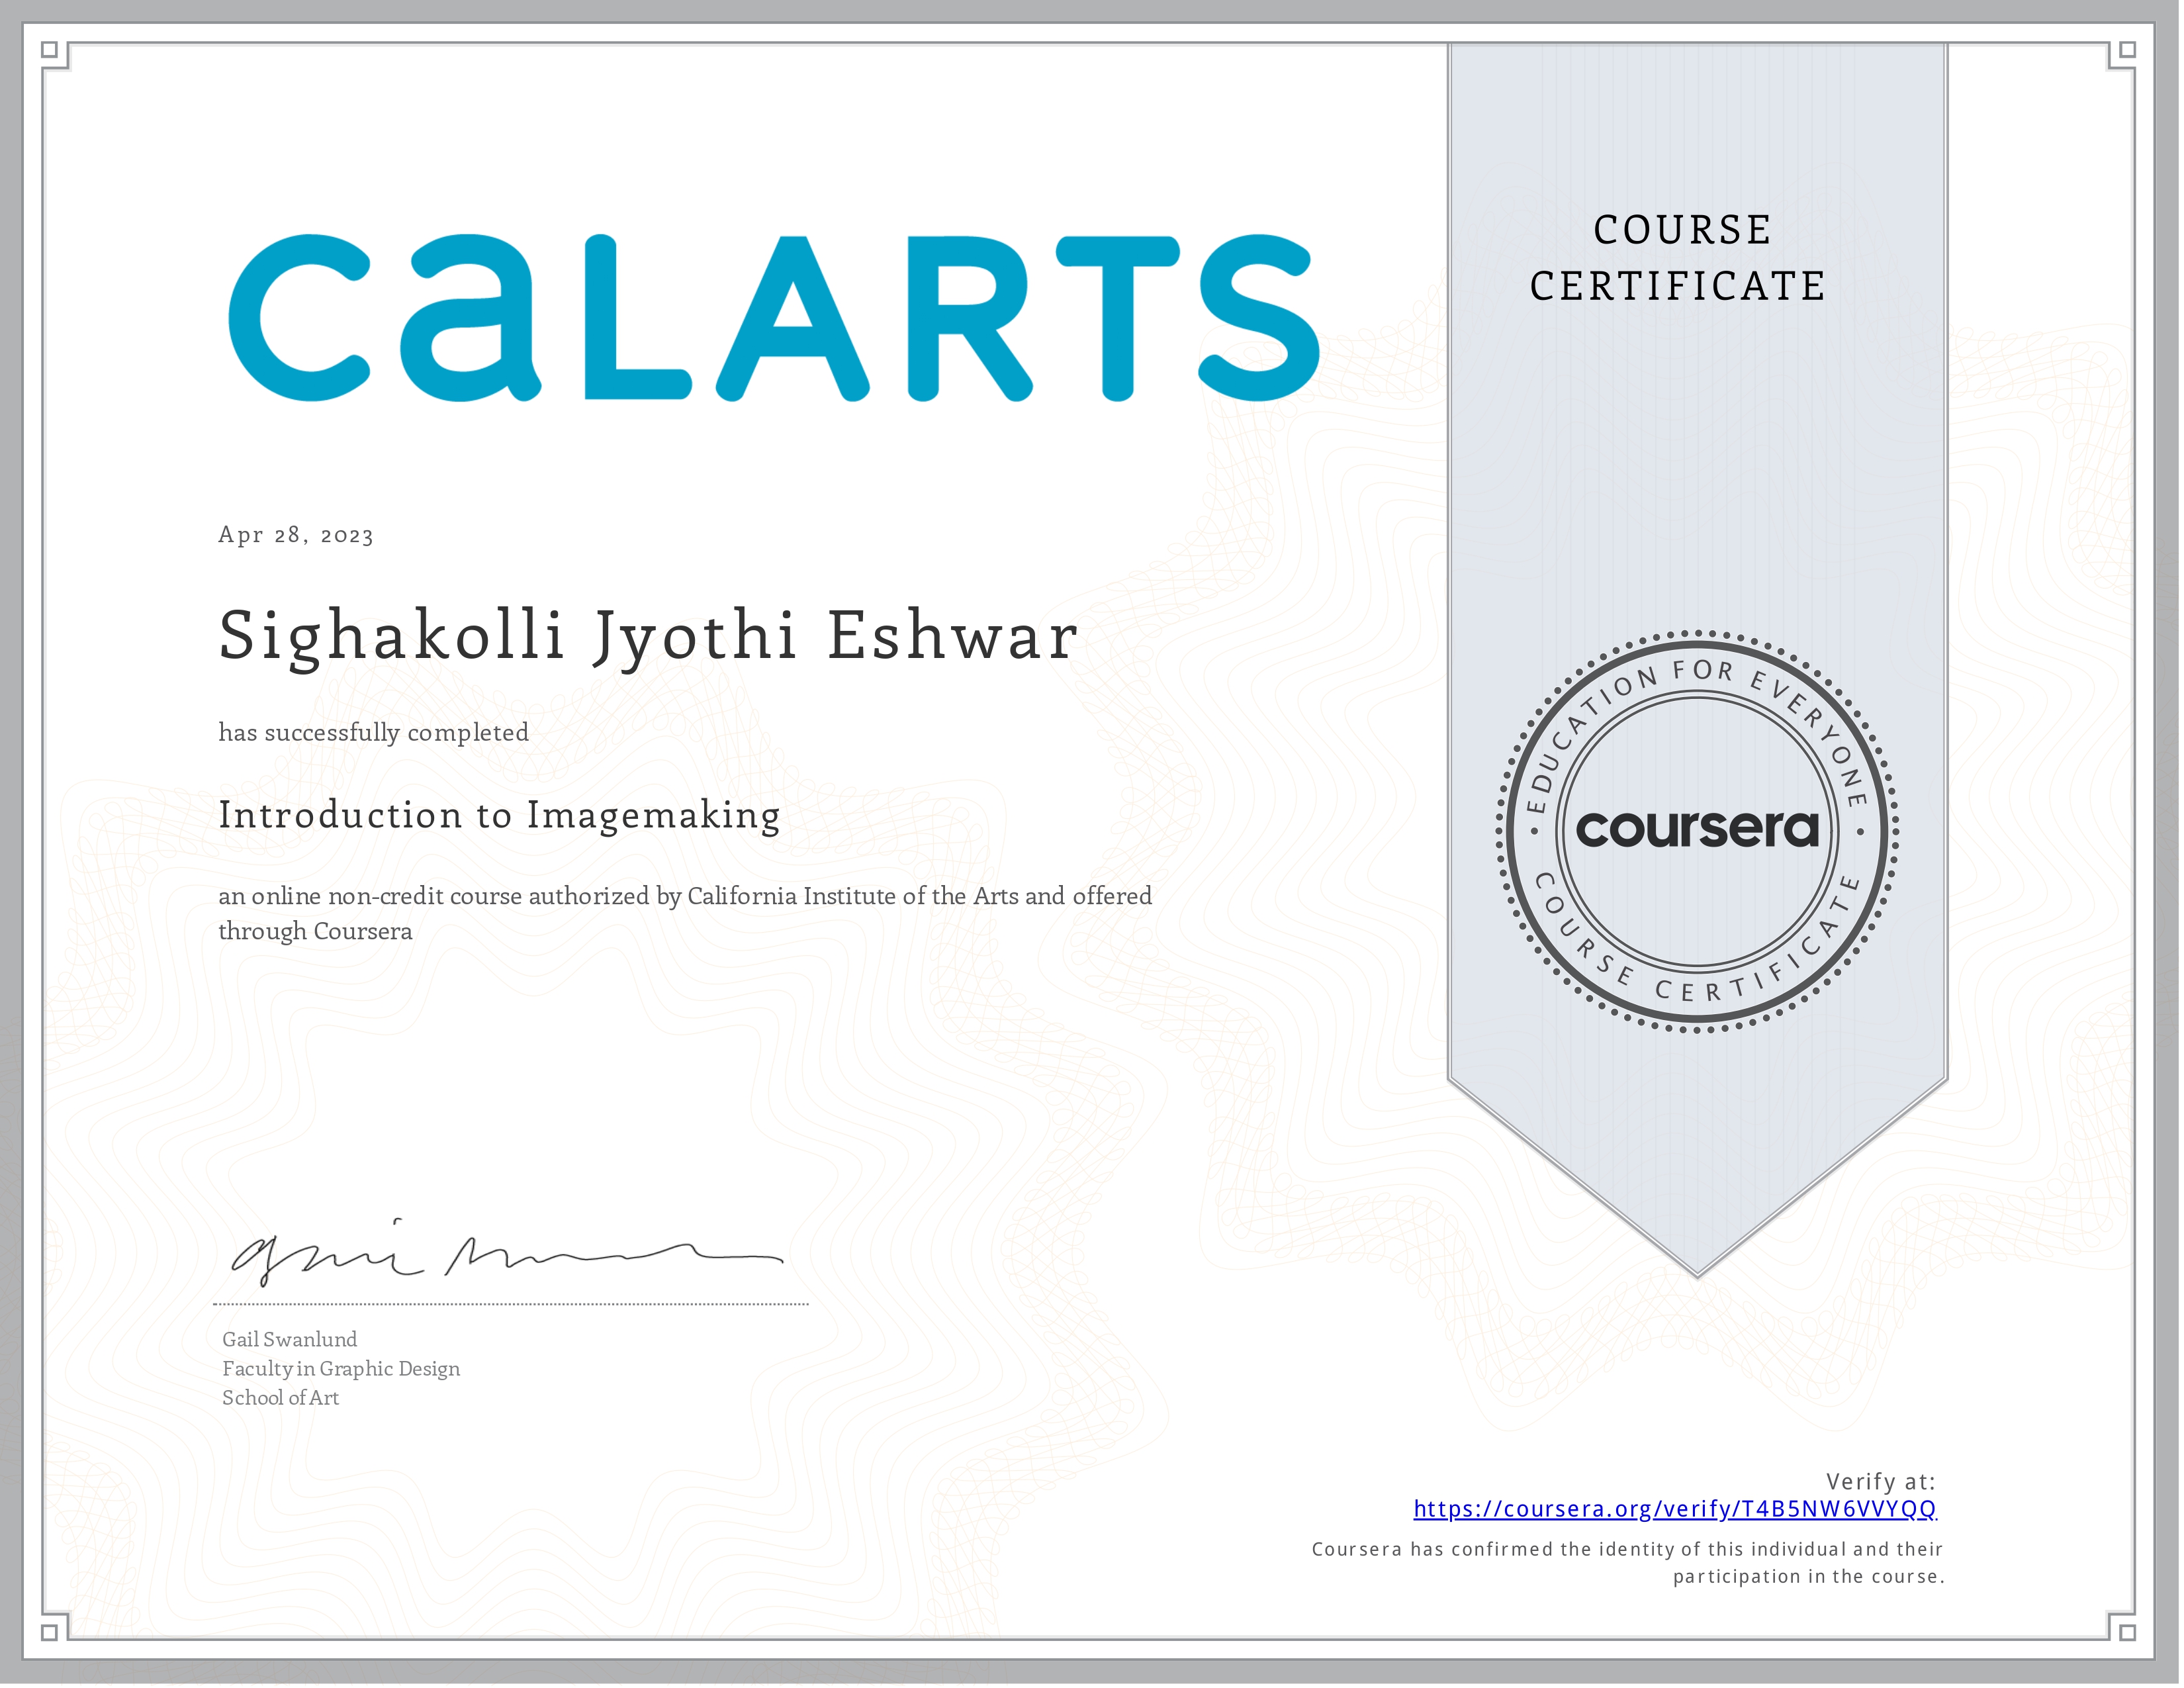 CALARTS
COURSE
CERTIFICATE
Apr 28, 2023
Sighakolli Jyothi Eshwar
has successfully completed
Introduction to Imagemaking
an online non-credit course authorized by California Institute of the Arts and offered
through Coursera
EDUCATION FOR EVERYONE
coursera
COURSE CERTIFICATE
Gail Swanlund
Faculty in Graphic Design
School of Art
Verify at:
https://coursera.org/verify/T4B5NW6VVYQQ
Coursera has confirmed the identity of this individual and their
participation in the course.